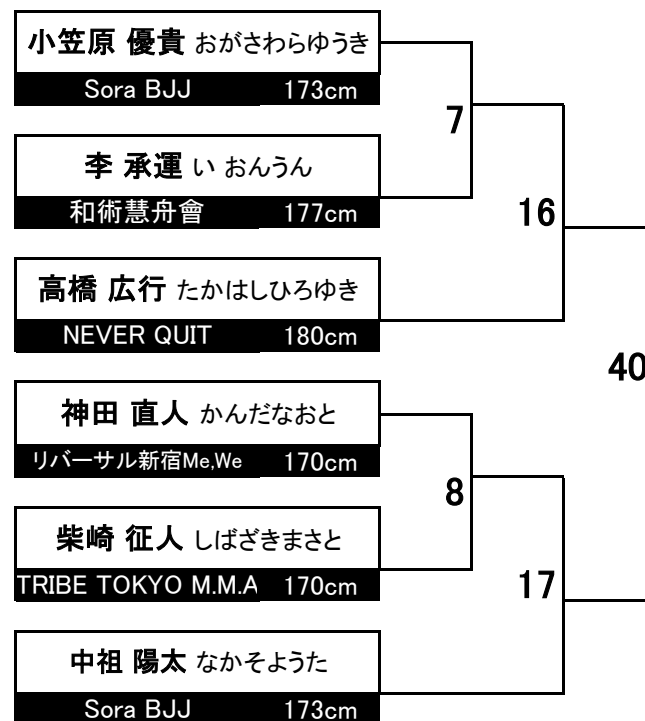 小笠原 優貴 おがさわらゆうき
Sora BJJ 173cm
7
李 承運 い おんうん
和術慧舟會 177cm
16
高橋 広行 たかはしひろゆき
NEVER QUIT 180cm
40
神田 直人 かんだなおと
リバーサル新宿Me,We 170cm
8
柴崎 征人 しばざきまさと
TRIBE TOKYO M.M.A 170cm
17
中祖 陽太 なかそようた
Sora BJJ 173cm